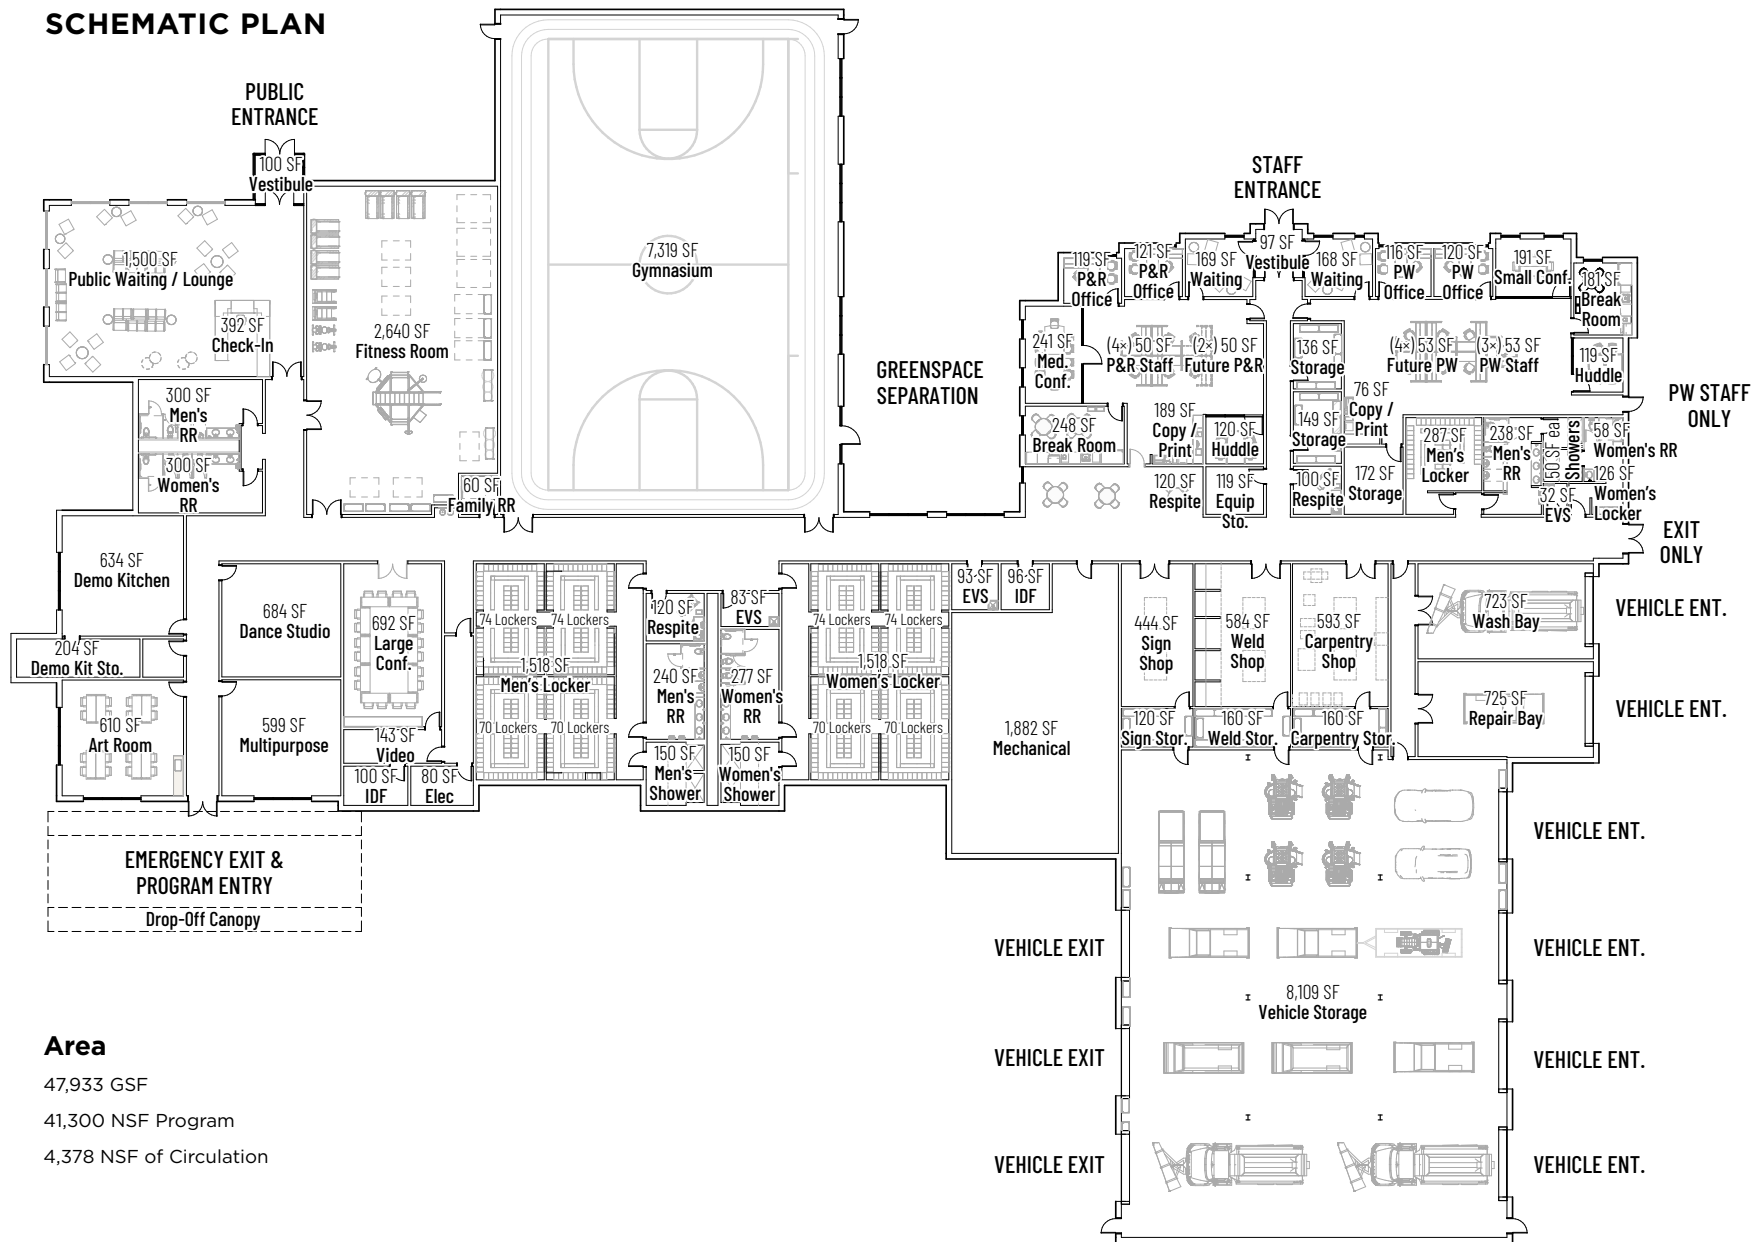 SCHEMATIC PLAN
PUBLIC
ENTRANCE
100 SF
Vestibule
1,500 SF
Public Waiting / Lounge
392 SF
Check-In
2,640 SF
Fitness Room
7,319 SF
Gymnasium
300 SF
Men's
RR
300 SF
Women's
RR
60 SF
Family RR
GREENSPACE
SEPARATION
STAFF
ENTRANCE
119 SF
P&R
Office
121 SF
P&R
Office
169 SF
Waiting
97 SF
Vestibule
168 SF
Waiting
116 SF
PW
Office
120 SF
PW
Office
191 SF
Small Conf.
181 SF
Break
Room
241 SF
Med.
Conf.
(4x) 50 SF
P&R Staff
(2x) 50 SF
Future P&R
136 SF
Storage
(4x) 53 SF
Future PW
(3x) 53 SF
PW Staff
119 SF
Huddle
PW STAFF
ONLY
248 SF
Break Room
189 SF
Copy /
Print
120 SF
Huddle
149 SF
Storage
76 SF
Copy /
Print
287 SF
Men's
Locker
238 SF
Men's
RR
50 SF ea.
Showers
58 SF
Women's RR
120 SF
Respite
119 SF
Equip
Sto.
100 SF
Respite
172 SF
Storage
32 SF
EVS
126 SF
Women's
Locker
EXIT
ONLY
634 SF
Demo Kitchen
204 SF
Demo Kit Sto.
610 SF
Art Room
684 SF
Dance Studio
599 SF
Multipurpose
692 SF
Large
Conf.
143 SF
Video
100 SF
IDF
80 SF
Elec
74 Lockers
74 Lockers
1,518 SF
Men's Locker
70 Lockers
70 Lockers
120 SF
Respite
83 SF
EVS
240 SF
Men's
RR
277 SF
Women's
RR
150 SF
Men's
Shower
150 SF
Women's
Shower
74 Lockers
74 Lockers
1,518 SF
Women's Locker
70 Lockers
70 Lockers
93 SF
EVS
96 SF
IDF
1,882 SF
Mechanical
444 SF
Sign
Shop
584 SF
Weld
Shop
593 SF
Carpentry
Shop
723 SF
Wash Bay
VEHICLE ENT.
120 SF
Sign Stor.
160 SF
Weld Stor.
160 SF
Carpentry Stor.
725 SF
Repair Bay
VEHICLE ENT.
EMERGENCY EXIT &
PROGRAM ENTRY
Drop-Off Canopy
VEHICLE ENT.
VEHICLE EXIT
VEHICLE ENT.
8,109 SF
Vehicle Storage
VEHICLE EXIT
VEHICLE ENT.
VEHICLE EXIT
VEHICLE ENT.
Area
47,933 GSF
41,300 NSF Program
4,378 NSF of Circulation